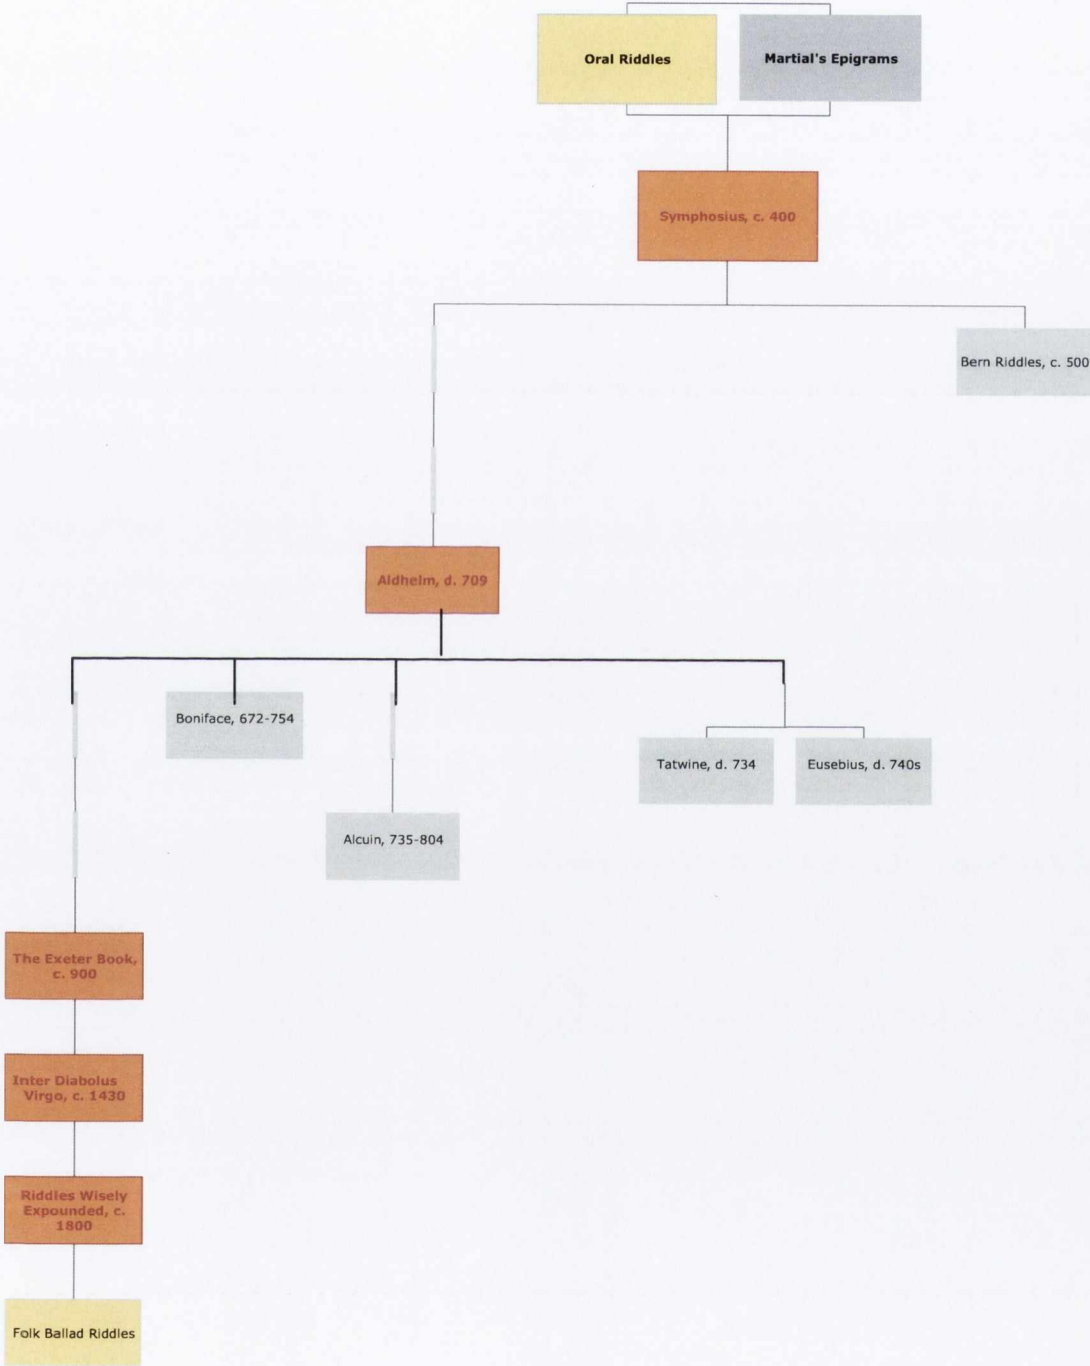 Oral Riddles
Martial's Epigrams
Symphosius, c. 400
Bern Riddles, c. 500
Aldhelm, d. 709
Boniface, 672-754
Tatwine, d. 734
Eusebius, d. 740s
Alcuin, 735-804
The Exeter Book,
c. 900
Inter Diabolus
Virgo, c. 1430
Riddles Wisely
Expounded, c.
1800
Folk Ballad Riddles